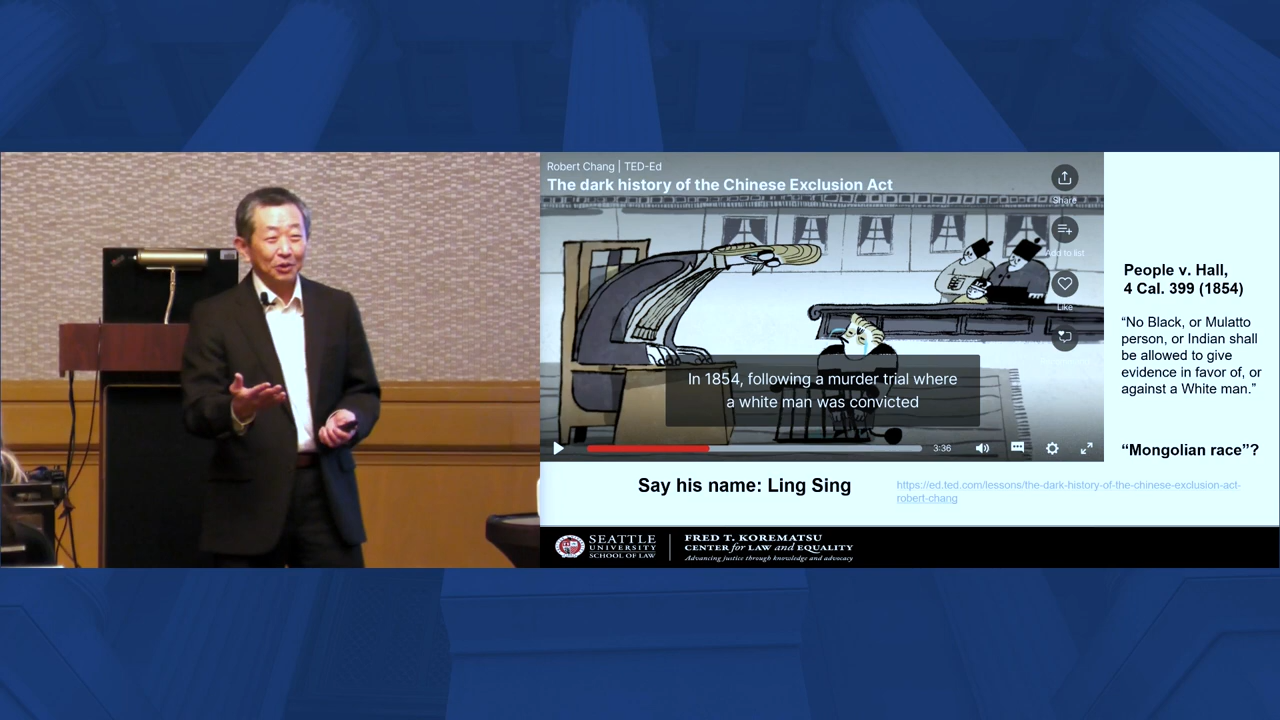 Robert Chang | TED-Ed
The dark history of the Chinese Exclusion Act
Share
Add to list
Like
In 1854, following a murder trial where
a white man was convicted
3:36
People v. Hall,
4 Cal. 399 (1854)
“No Black, or Mulatto
person, or Indian shall
be allowed to give
evidence in favor of, or
against a White man.”
“Mongolian race”?
Say his name: Ling Sing
https://ed.ted.com/lessons/the-dark-history-of-the-chinese-exclusion-act-
robert-chang
SEATTLE
UNIVERSITY
SCHOOL OF LAW
FRED T. KOREMATSU
CENTER for LAW and EQUALITY
Advancing justice through knowledge and advocacy